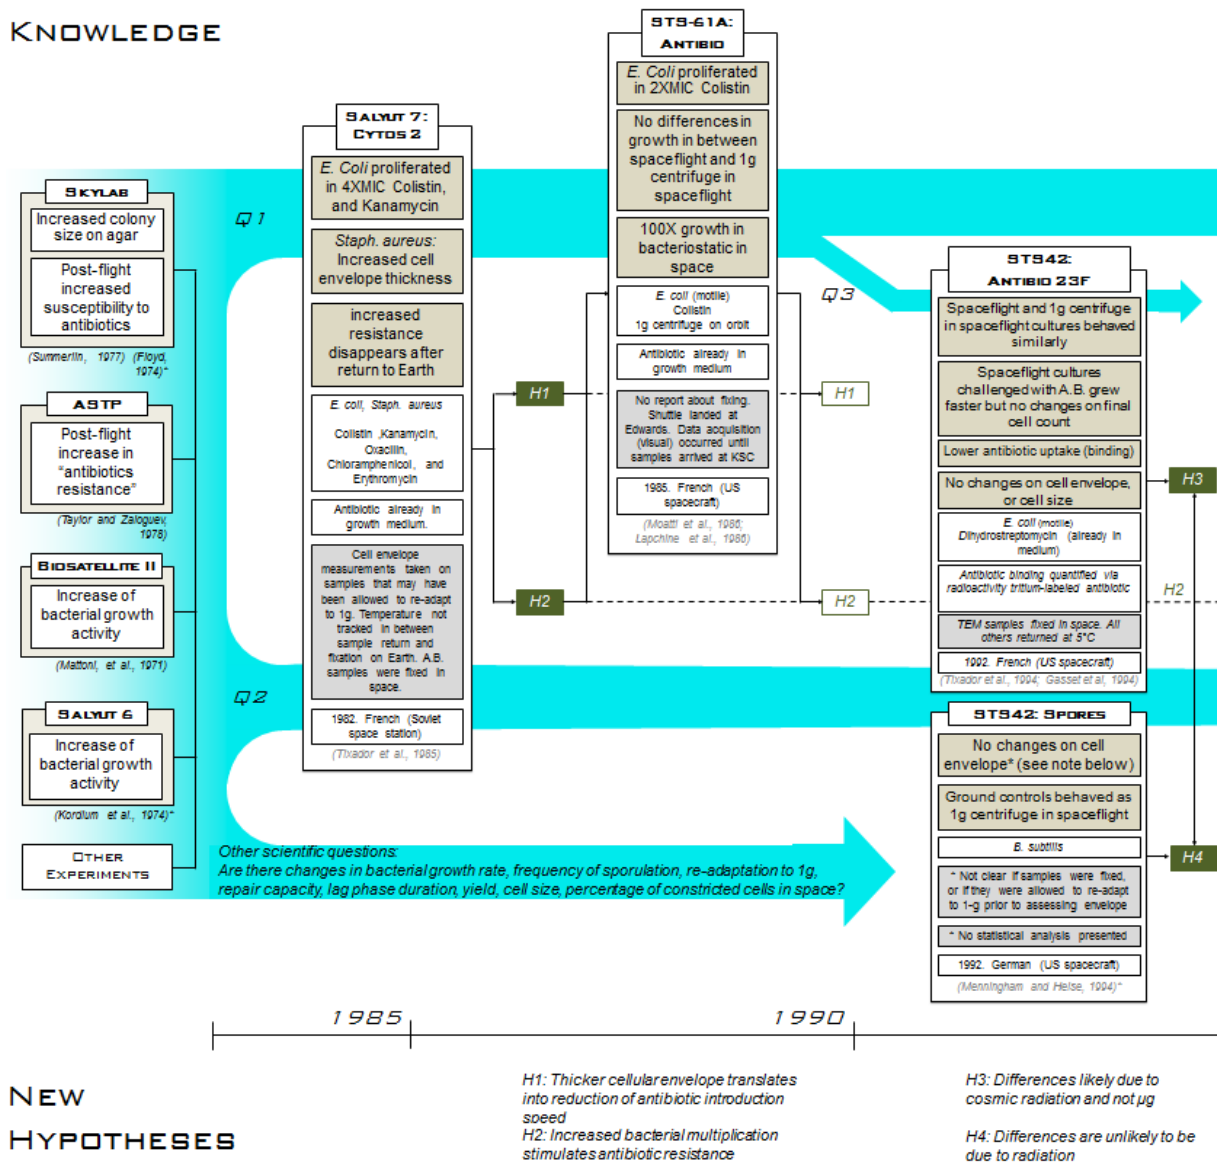 KNOWLEDGE
SKYLAB
Increased colony
size on agar
Post-flight
increased
susceptibility to
antibiotics
(Summerlin, 1977) (Floyd,
1974)*
ASTP
Post-flight
increase in
"antibiotics
resistance"
(Taylor and Zaloguev,
1978)
BIOSATELLITE II
Increase of
bacterial growth
activity
(Mattoni, et al., 1971)
SALYUT 6
Increase of
bacterial growth
activity
(Kordium et al., 1974)*
OTHER
EXPERIMENTS
Q1
Q2
SALYUT 7:
CYTOS 2
E. Coli proliferated
in 4XMIC Colistin,
and Kanamycin
Staph. aureus:
Increased cell
envelope thickness
increased
resistance
disappears after
return to Earth
E. coli, Staph. aureus
Colistin ,Kanamycin,
Oxacilin,
Chloramphenicol, and
Erythromycin
Antibiotic already in
growth medium.
Cell envelope
measurements taken on
samples that may have
been allowed to re-adapt
to 1g. Temperature not
tracked in between
sample return and
fixation on Earth. A.B.
samples were fixed in
space.
1982. French (Soviet
space station)
(Tixador et al., 1985)
H1
H2
STS-61A:
ANTIBIO
E. Coli proliferated
in 2XMIC Colistin
No differences in
growth in between
spaceflight and 1g
centrifuge in
spaceflight
100X growth in
bacteriostatic in
space
E. coli (motile)
Colistin
1g centrifuge on orbit
Antibiotic already in
growth medium
No report about fixing.
Shuttle landed at
Edwards. Data acquisition
(visual) occurred until
samples arrived at KSC
1985. French (US
spacecraft)
(Moatti et al., 1986;
Lapchine et al., 1986)
Q3
H1
H2
STS42:
ANTIBIO 23F
Spaceflight and 1g centrifuge
in spaceflight cultures behaved
similarly
Spaceflight cultures
challenged with A.B. grew
faster but no changes on final
cell count
Lower antibiotic uptake (binding)
No changes on cell envelope,
or cell size
E. coli (motile)
Dihydrostreptomycin (already in
medium)
Antibiotic binding quantified via
radioactivity tritium-labeled antibiotic
TEM samples fixed in space. All
others returned at 5°C
1992. French (US spacecraft)
(Tixador et al., 1994; Gasset et al, 1994)
H3
H2
STS42: SPORES
No changes on cell
envelope* (see note below)
Ground controls behaved as
1g centrifuge in spaceflight
B. subtilis
* Not clear if samples were fixed,
or if they were allowed to re-adapt
to 1-g prior to assessing envelope
* No statistical analysis presented
1992. German (US spacecraft)
(Menningham and Heise, 1994)*
H4
Other scientific questions:
Are there changes in bacterial growth rate, frequency of sporulation, re-adaptation to 1g,
repair capacity, lag phase duration, yield, cell size, percentage of constricted cells in space?
1985
1990
NEW
HYPOTHESES
H1: Thicker cellular envelope translates
into reduction of antibiotic introduction
speed
H2: Increased bacterial multiplication
stimulates antibiotic resistance
H3: Differences likely due to
cosmic radiation and not µg
H4: Differences are unlikely to be
due to radiation